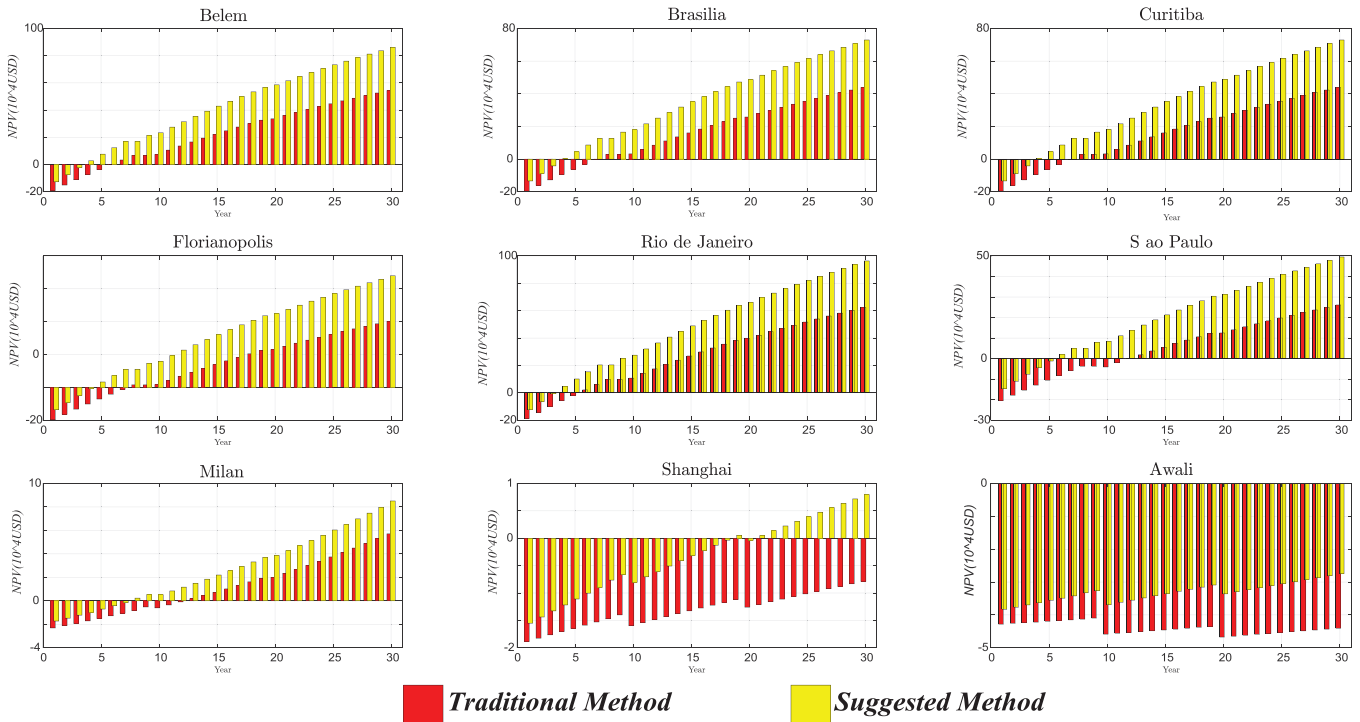 Belem
100
0
-20
NPV(10^4USD)
0 5 10 15 20 25 30
Year
Brasilia
80
0
-20
NPV(10^4USD)
0 5 10 15 20 25 30
Year
Curitiba
80
0
-20
NPV(10^4USD)
0 5 10 15 20 25 30
Year
Florianopolis
0
-20
NPV(10^4USD)
0 5 10 15 20 25 30
Year
Rio de Janeiro
100
0
-20
NPV(10^4USD)
0 5 10 15 20 25 30
Year
S ao Paulo
50
0
-30
NPV(10^4USD)
0 5 10 15 20 25 30
Year
Milan
10
0
-4
NPV(10^4USD)
0 5 10 15 20 25 30
Year
Shanghai
1
0
-2
NPV(10^4USD)
0 5 10 15 20 25 30
Year
Awali
0
-5
NPV(10^4USD)
0 5 10 15 20 25 30
Year
Traditional Method
Suggested Method